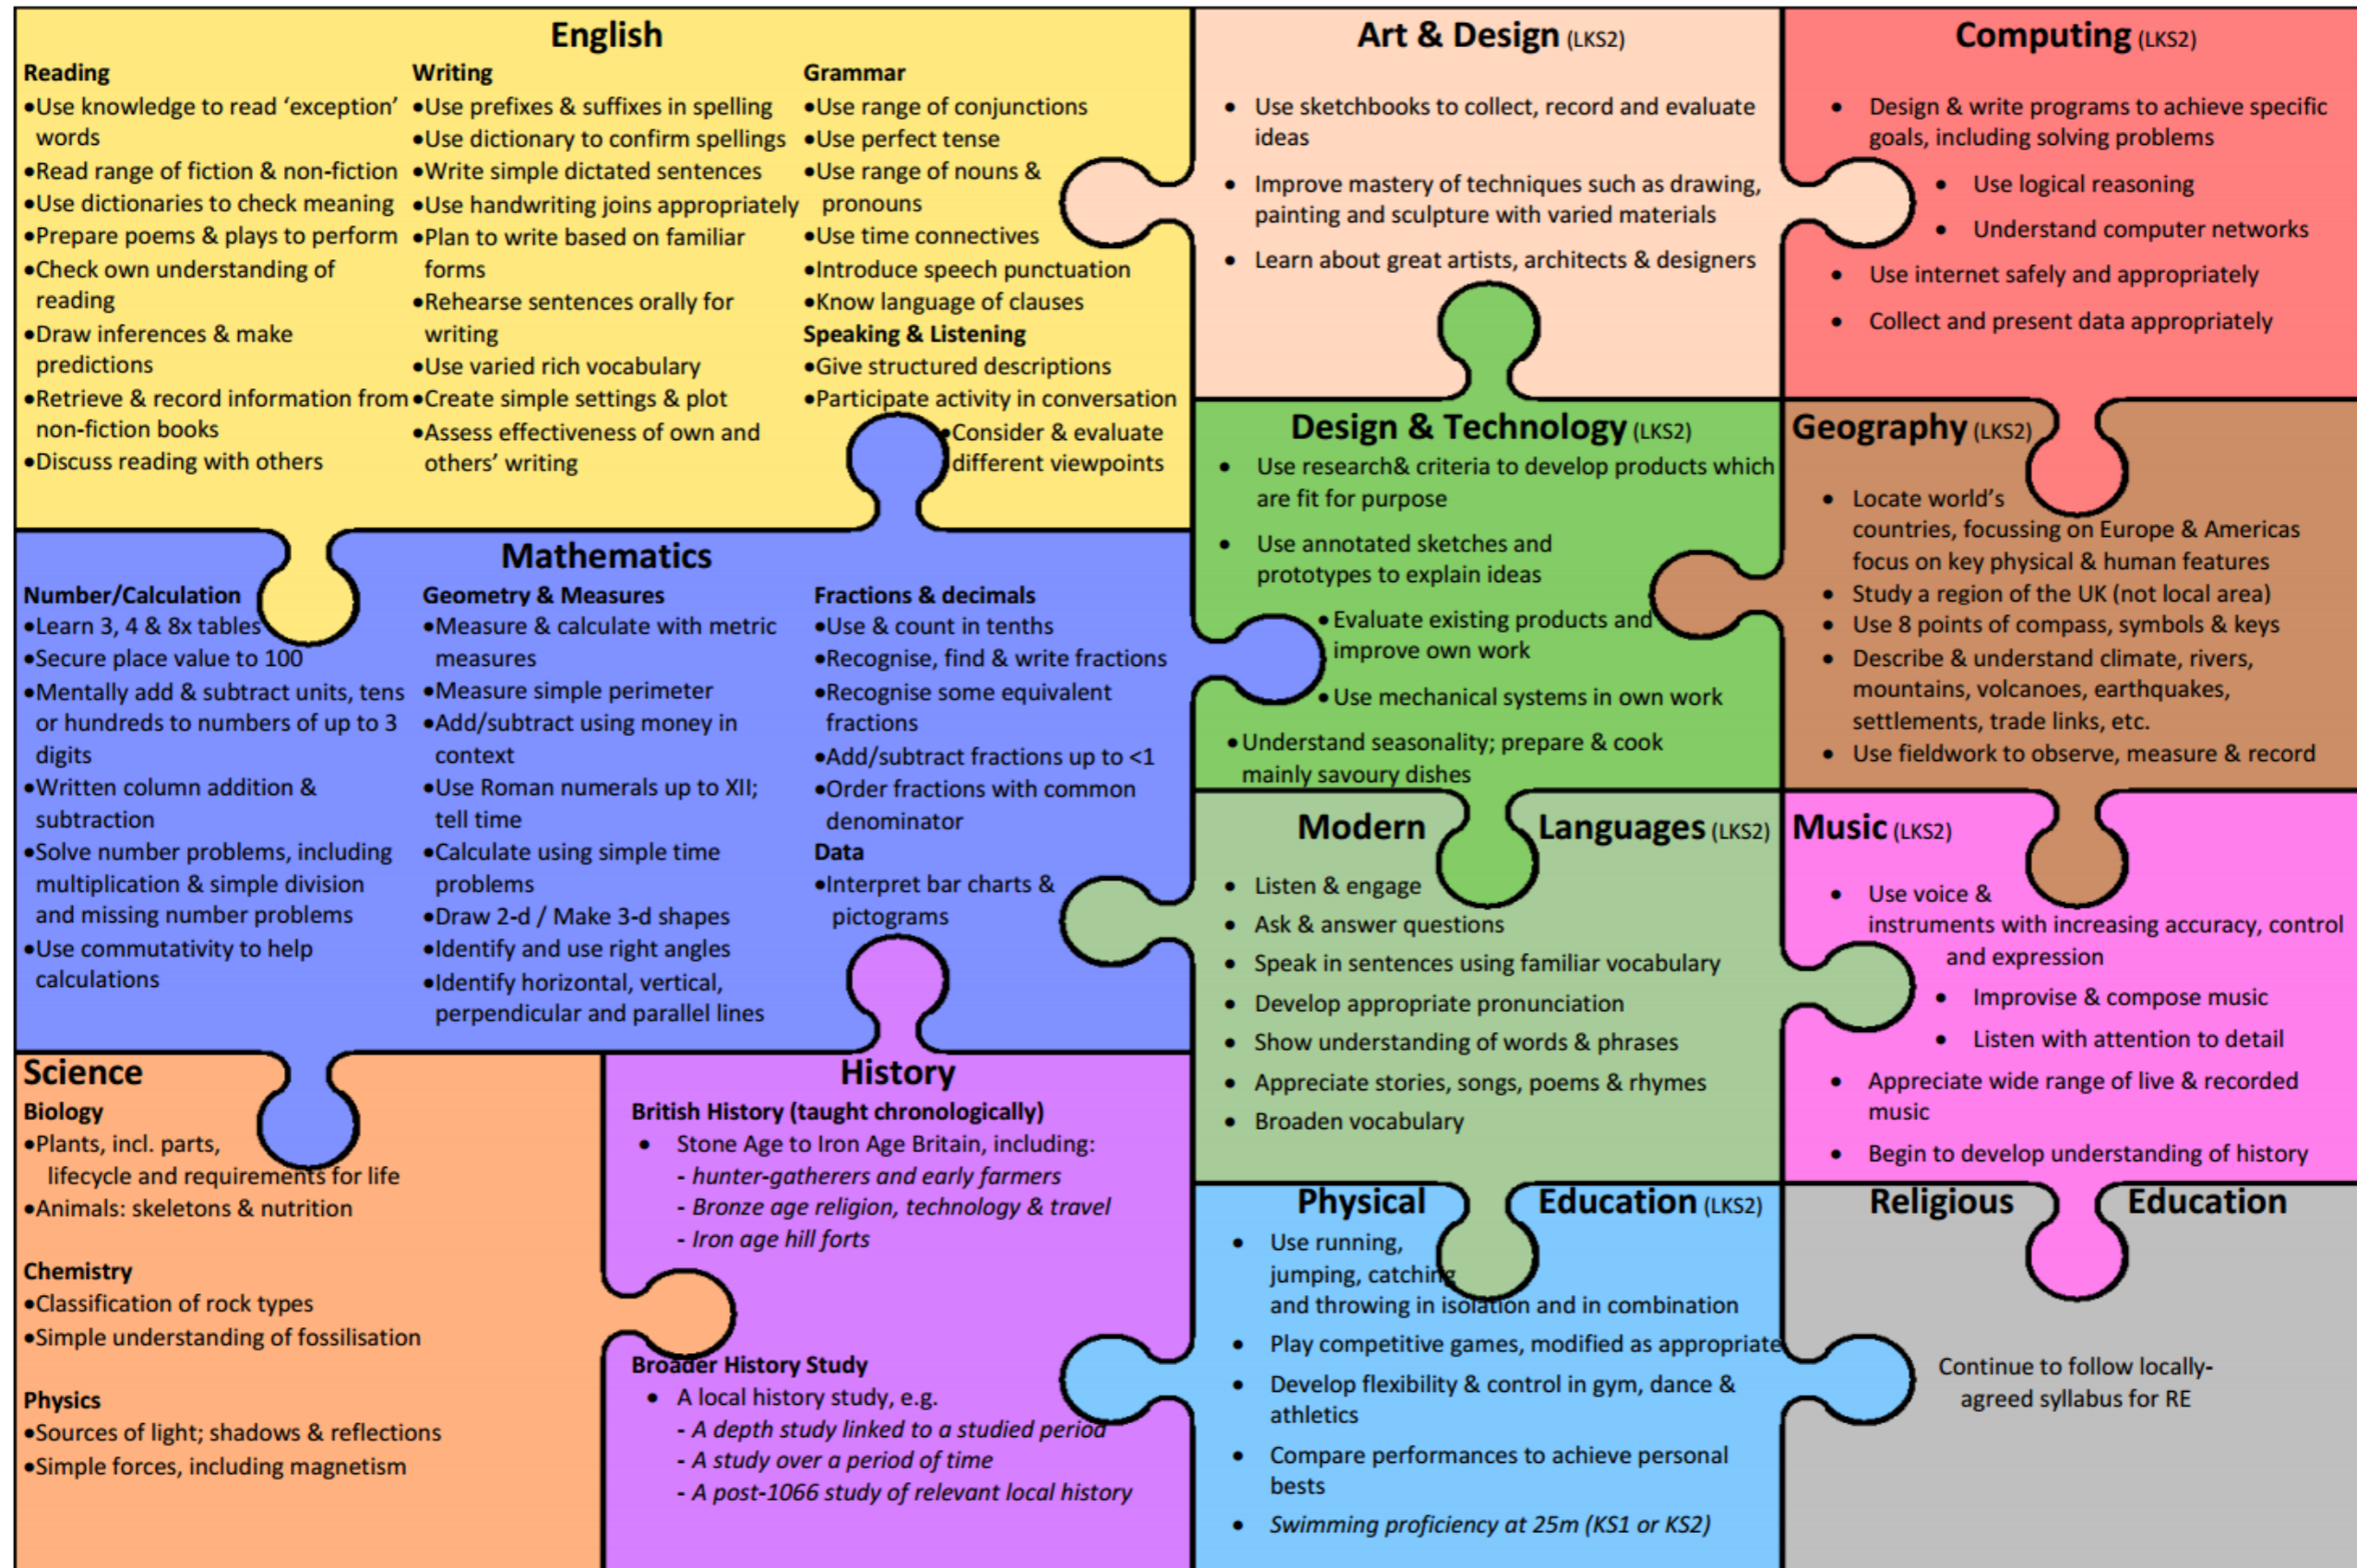 English
Reading
•Use knowledge to read ‘exception’
words
•Read range of fiction & non-fiction
•Use dictionaries to check meaning
•Prepare poems & plays to perform
•Check own understanding of
reading
•Draw inferences & make
predictions
•Retrieve & record information from
non-fiction books
•Discuss reading with others
Writing
•Use prefixes & suffixes in spelling
•Use dictionary to confirm spellings
•Write simple dictated sentences
•Use handwriting joins appropriately
•Plan to write based on familiar
forms
•Rehearse sentences orally for
writing
•Use varied rich vocabulary
•Create simple settings & plot
•Assess effectiveness of own and
others’ writing
Grammar
•Use range of conjunctions
•Use perfect tense
•Use range of nouns &
pronouns
•Use time connectives
•Introduce speech punctuation
•Know language of clauses
Speaking & Listening
•Give structured descriptions
•Participate activity in conversation
•Consider & evaluate
different viewpoints
Art & Design (LKS2)
• Use sketchbooks to collect, record and evaluate
ideas
• Improve mastery of techniques such as drawing,
painting and sculpture with varied materials
• Learn about great artists, architects & designers
Computing (LKS2)
• Design & write programs to achieve specific
goals, including solving problems
• Use logical reasoning
• Understand computer networks
• Use internet safely and appropriately
• Collect and present data appropriately
Mathematics
Number/Calculation
•Learn 3, 4 & 8x tables
•Secure place value to 100
•Mentally add & subtract units, tens
or hundreds to numbers of up to 3
digits
•Written column addition &
subtraction
•Solve number problems, including
multiplication & simple division
and missing number problems
•Use commutativity to help
calculations
Geometry & Measures
•Measure & calculate with metric
measures
•Measure simple perimeter
•Add/subtract using money in
context
•Use Roman numerals up to XII;
tell time
•Calculate using simple time
problems
•Draw 2-d / Make 3-d shapes
•Identify and use right angles
•Identify horizontal, vertical,
perpendicular and parallel lines
Fractions & decimals
•Use & count in tenths
•Recognise, find & write fractions
•Recognise some equivalent
fractions
•Add/subtract fractions up to <1
•Order fractions with common
denominator
Data
•Interpret bar charts &
pictograms
Design & Technology (LKS2)
• Use research& criteria to develop products which
are fit for purpose
• Use annotated sketches and
prototypes to explain ideas
•Evaluate existing products and
improve own work
•Use mechanical systems in own work
•Understand seasonality; prepare & cook
mainly savoury dishes
Geography (LKS2)
• Locate world’s
countries, focussing on Europe & Americas
focus on key physical & human features
• Study a region of the UK (not local area)
• Use 8 points of compass, symbols & keys
• Describe & understand climate, rivers,
mountains, volcanoes, earthquakes,
settlements, trade links, etc.
• Use fieldwork to observe, measure & record
Modern Languages (LKS2)
• Listen & engage
• Ask & answer questions
• Speak in sentences using familiar vocabulary
• Develop appropriate pronunciation
• Show understanding of words & phrases
• Appreciate stories, songs, poems & rhymes
• Broaden vocabulary
Music (LKS2)
• Use voice &
instruments with increasing accuracy, control
and expression
• Improvise & compose music
• Listen with attention to detail
• Appreciate wide range of live & recorded
music
• Begin to develop understanding of history
Science
Biology
•Plants, incl. parts,
lifecycle and requirements for life
•Animals: skeletons & nutrition
Chemistry
•Classification of rock types
•Simple understanding of fossilisation
Physics
•Sources of light; shadows & reflections
•Simple forces, including magnetism
History
British History (taught chronologically)
• Stone Age to Iron Age Britain, including:
- hunter-gatherers and early farmers
- Bronze age religion, technology & travel
- Iron age hill forts
Broader History Study
• A local history study, e.g.
- A depth study linked to a studied period
- A study over a period of time
- A post-1066 study of relevant local history
Physical Education (LKS2)
• Use running,
jumping, catching
and throwing in isolation and in combination
• Play competitive games, modified as appropriate
• Develop flexibility & control in gym, dance &
athletics
• Compare performances to achieve personal
bests
• Swimming proficiency at 25m (KS1 or KS2)
Religious Education
Continue to follow locally-
agreed syllabus for RE